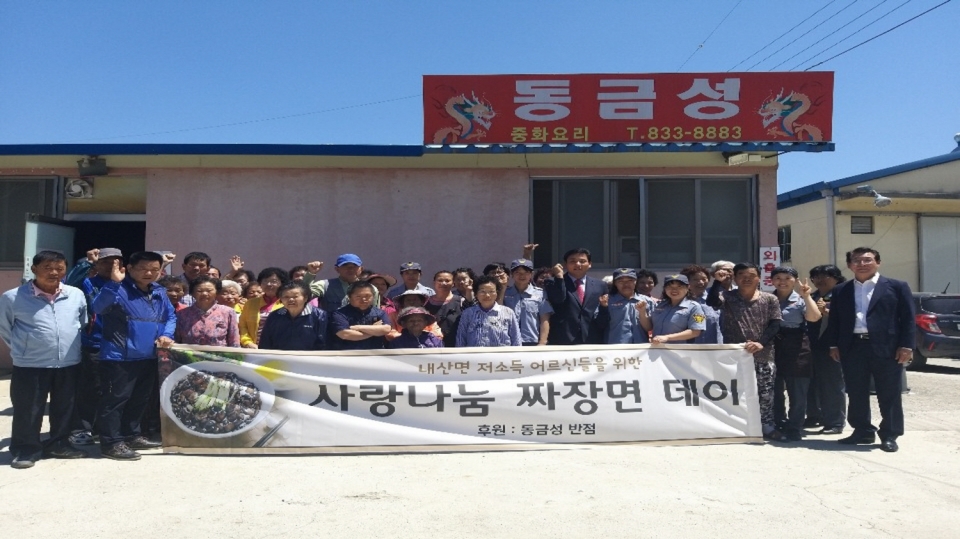 동금성
중화요리 T.833-8883
내산면 저소득 어르신들을 위한
사랑나눔 짜장면 데이
후원 : 동금성 반점